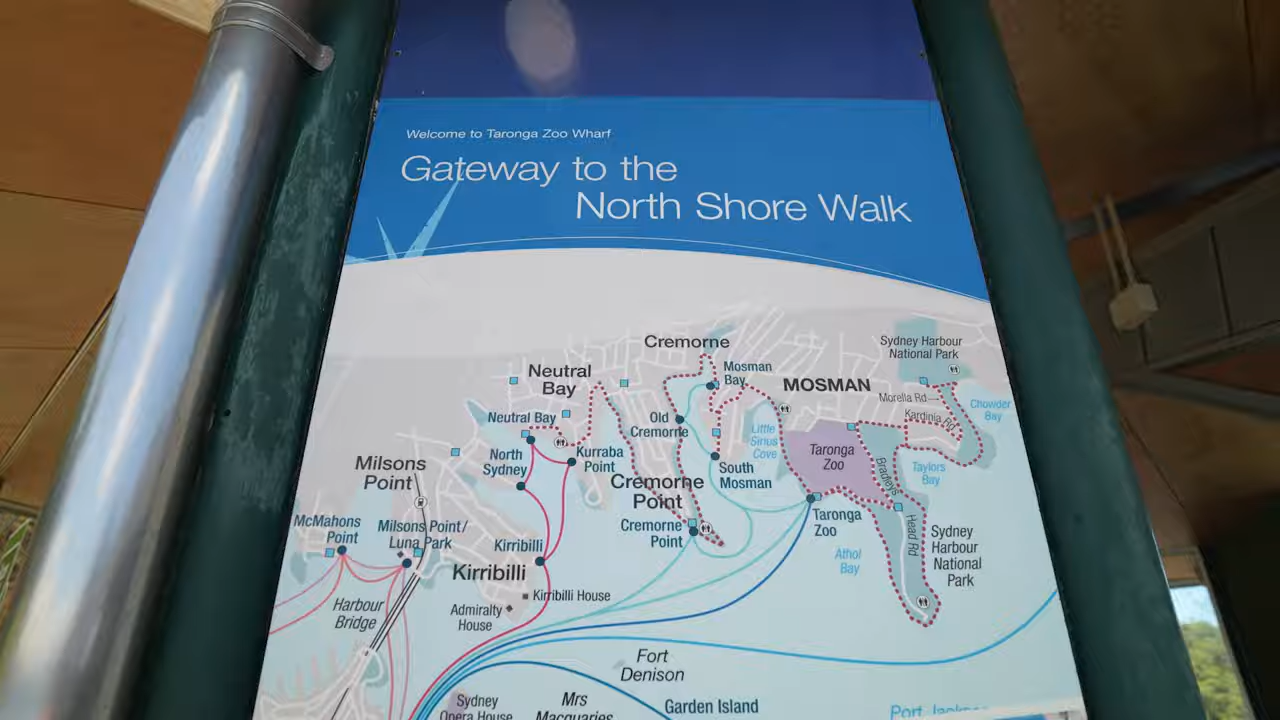 Welcome to Taronga Zoo Wharf
Gateway to the
North Shore Walk
Cremorne
Sydney Harbour
National Park
Neutral
Bay
Mosman
Bay
MOSMAN
Morella Rd
Chowder
Bay
Kardinia Rd
Neutral Bay
Old
Cremorne
Little
Sirius
Cove
Taronga
Zoo
Bradleys
Head Rd
Taylors
Bay
Milsons
Point
North
Sydney
Kurraba
Point
South
Mosman
Cremorne
Point
McMahons
Point
Milsons Point/
Luna Park
Cremorne
Point
Taronga
Zoo
Sydney
Harbour
National
Park
Kirribilli
Kirribilli
Athol
Bay
Kirribilli House
Harbour
Bridge
Admiralty
House
Fort
Denison
Sydney
Opera House
Mrs
Macquaries
Garden Island
Port Jackson